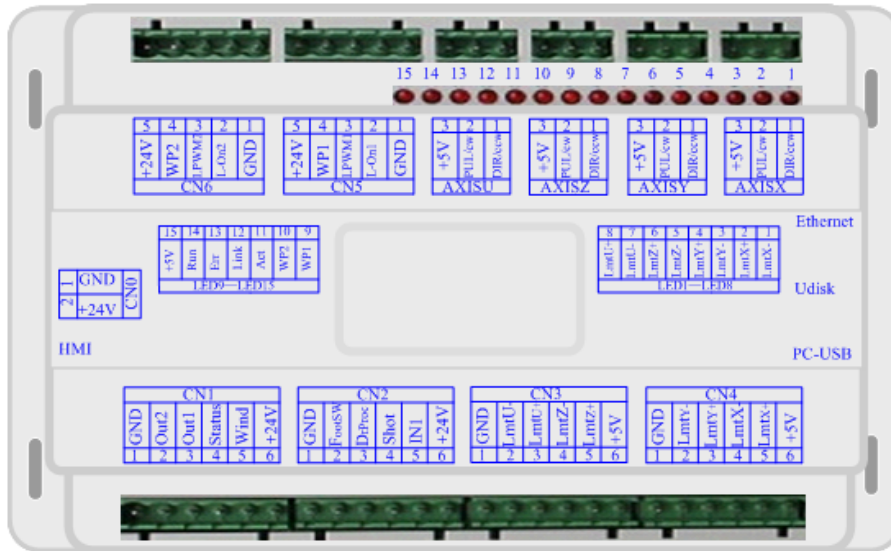 15 14 13 12 11 10 9 8 7 6 5 4 3 2 1
5 4 3 2 1
+24V WP2 LPWM2 L-On2 GND
CN6
5 4 3 2 1
+24V WP1 LPWM1 L-On1 GND
CN5
3 2 1
+5V PUL/cw DIR/ccw
AXISU
3 2 1
+5V PUL/cw DIR/ccw
AXISZ
3 2 1
+5V PUL/cw DIR/ccw
AXISY
3 2 1
+5V PUL/cw DIR/ccw
AXISX
Ethernet
15 14 13 12 11 10 9
+5V Run Err Link Act WP2 WP1
LED9—LED15
8 7 6 5 4 3 2 1
LmtU+ LmtU- LmtZ+ LmtZ- LmtY+ LmtY- LmtX+ LmtX-
LED1—LED8
1 GND
2 +24V
CN0
Udisk
HMI
PC-USB
CN1
GND Out2 Out1 Status Wind +24V
1 2 3 4 5 6
CN2
GND FootSW DrProc Shot IN1 +24V
1 2 3 4 5 6
CN3
GND LmtU- LmtU+ LmtZ- LmtZ+ +5V
1 2 3 4 5 6
CN4
GND LmtY- LmtY+ LmtX- Lmtx+ +5V
1 2 3 4 5 6